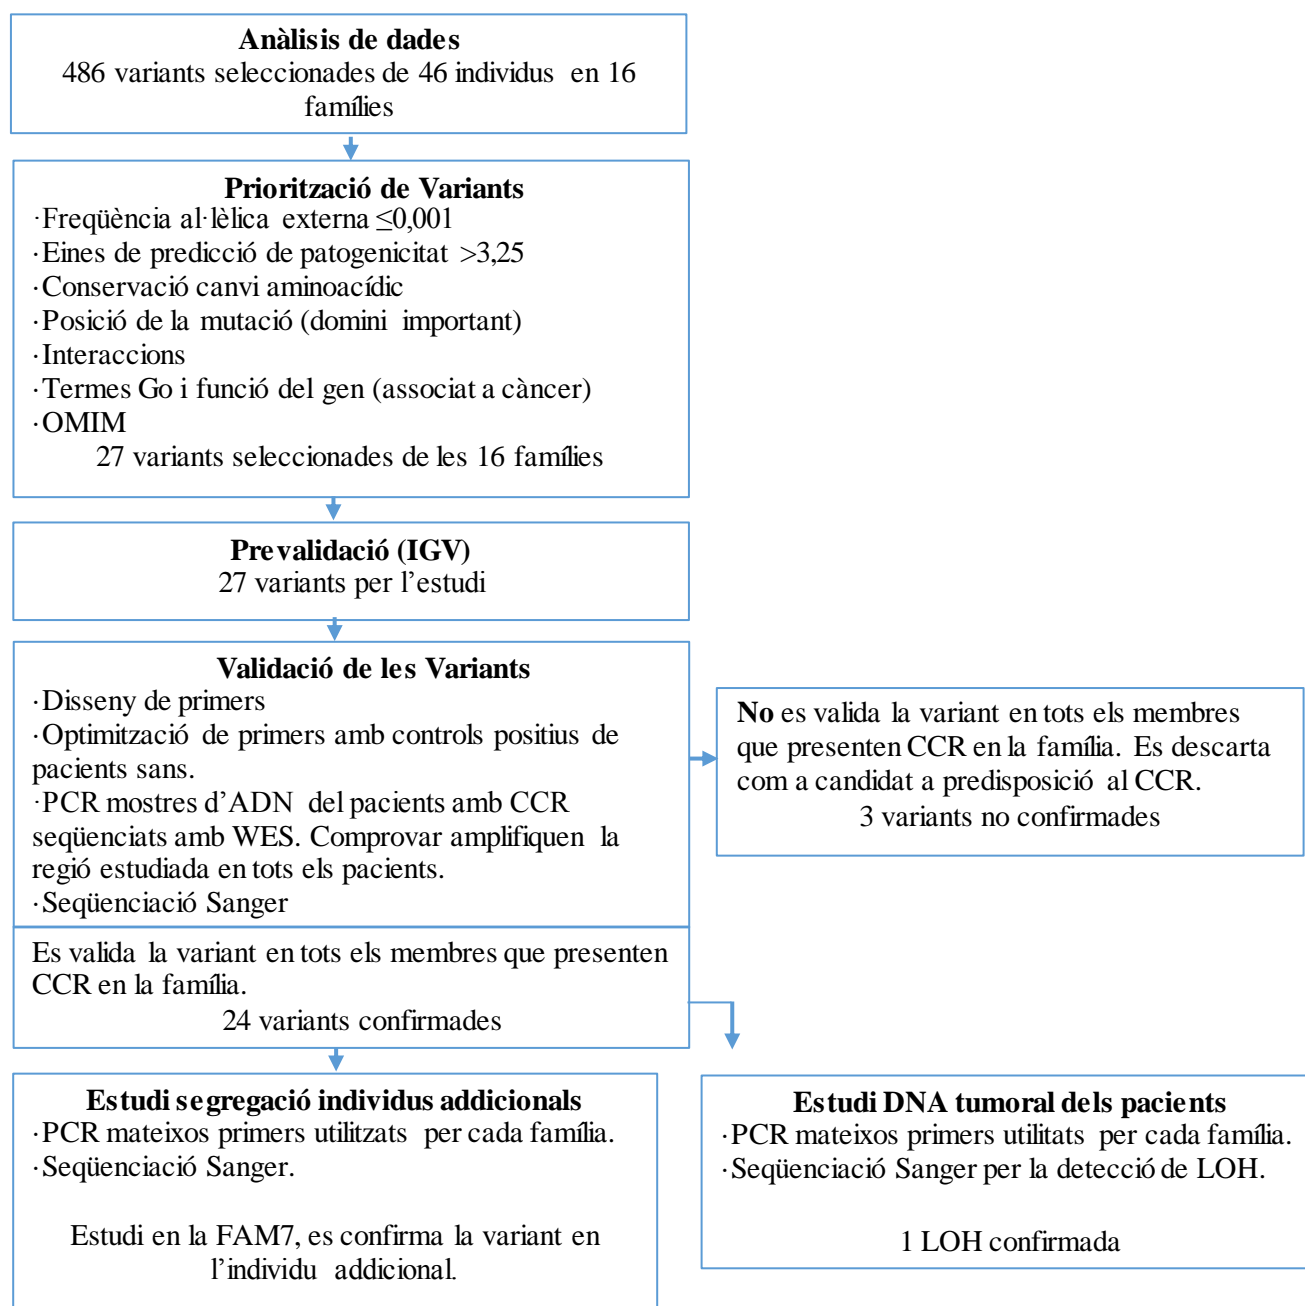 Anàlisis de dades
486 variants seleccionades de 46 individus en 16
famílies
Priorització de Variants
·Freqüència al·lèlica externa ≤0,001
·Eines de predicció de patogenicitat >3,25
·Conservació canvi aminoacídic
·Posició de la mutació (domini important)
·Interaccions
·Termes Go i funció del gen (associat a càncer)
·OMIM
27 variants seleccionades de les 16 famílies
Prevalidació (IGV)
27 variants per l’estudi
Validació de les Variants
·Disseny de primers
·Optimització de primers amb controls positius de
pacients sans.
·PCR mostres d’ADN del pacients amb CCR
seqüenciats amb WES. Comprovar amplifiquen la
regió estudiada en tots els pacients.
·Seqüenciació Sanger
No es valida la variant en tots els membres
que presenten CCR en la família. Es descarta
com a candidat a predisposició al CCR.
3 variants no confirmades
Es valida la variant en tots els membres que presenten
CCR en la família.
24 variants confirmades
Estudi segregació individus addicionals
·PCR mateixos primers utilitzats per cada família.
·Seqüenciació Sanger.
Estudi en la FAM7, es confirma la variant en
l’individu addicional.
Estudi DNA tumoral dels pacients
·PCR mateixos primers utilitats per cada família.
·Seqüenciació Sanger per la detecció de LOH.
1 LOH confirmada